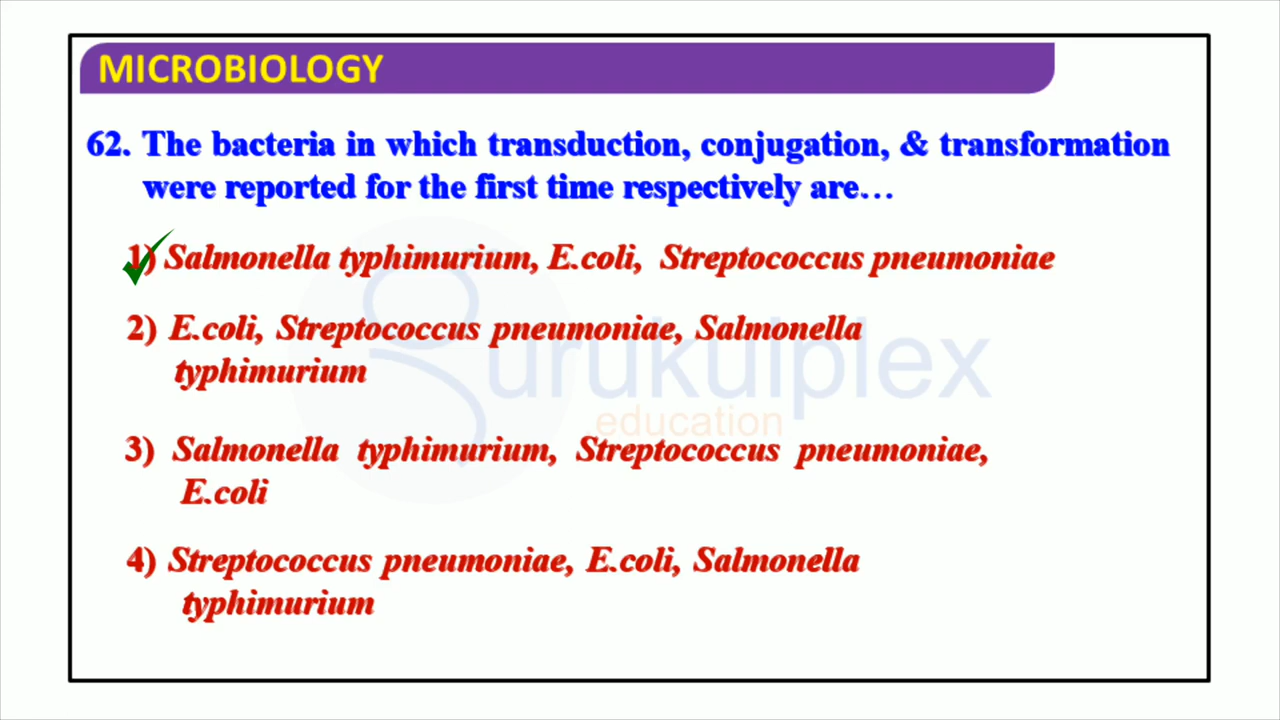 MICROBIOLOGY
62. The bacteria in which transduction, conjugation, & transformation
were reported for the first time respectively are...
1) Salmonella typhimurium, E.coli, Streptococcus pneumoniae
2) E.coli, Streptococcus pneumoniae, Salmonella
typhimurium
urukulplex
education
3) Salmonella typhimurium, Streptococcus pneumoniae,
E.coli
4) Streptococcus pneumoniae, E.coli, Salmonella
typhimurium